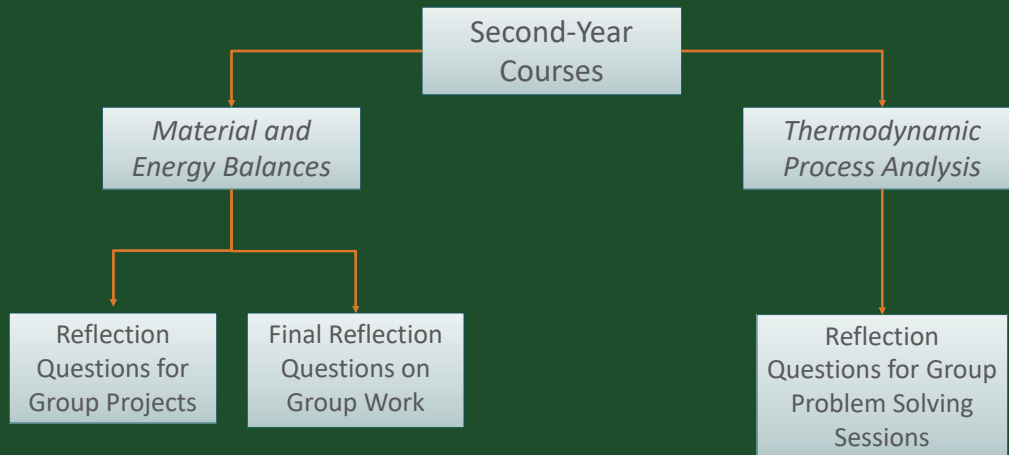 Second-Year
Courses
Material and
Energy Balances
Thermodynamic
Process Analysis
Reflection
Questions for
Group Projects
Final Reflection
Questions on
Group Work
Reflection
Questions for Group
Problem Solving
Sessions